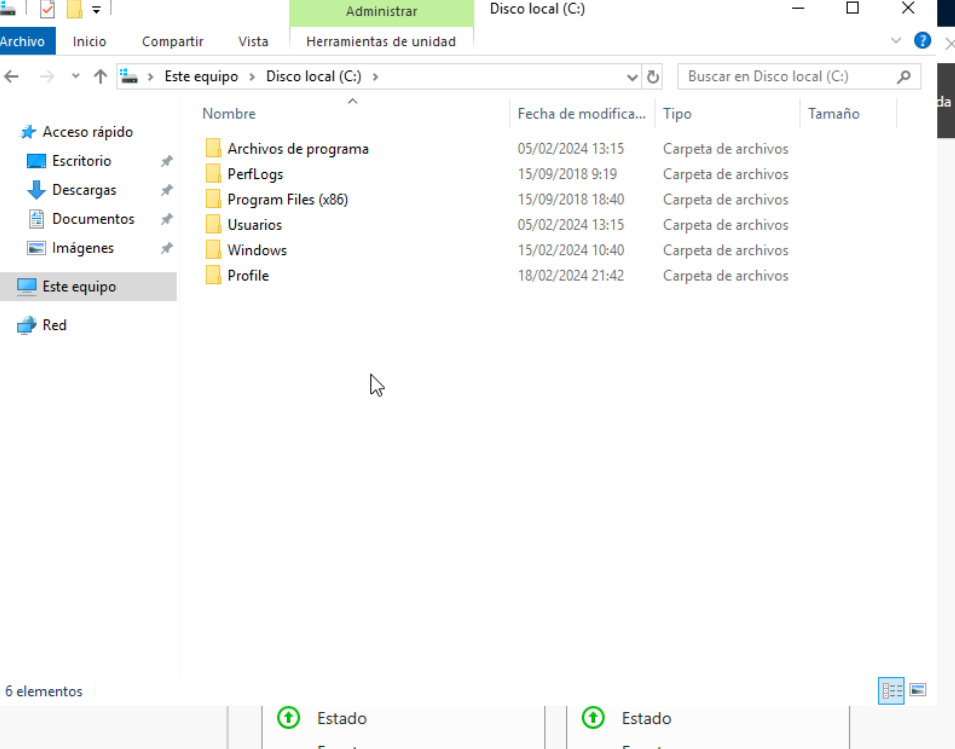 Administrar
Disco local (C:)
Archivo Inicio Compartir Vista Herramientas de unidad
Este equipo > Disco local (C:) >
Buscar en Disco local (C:)
da
Nombre Fecha de modifica... Tipo Tamaño
Acceso rápido
Escritorio
Descargas
Documentos
Imágenes
Este equipo
Red
Archivos de programa 05/02/2024 13:15 Carpeta de archivos
PerfLogs 15/09/2018 9:19 Carpeta de archivos
Program Files (x86) 15/09/2018 18:40 Carpeta de archivos
Usuarios 05/02/2024 13:15 Carpeta de archivos
Windows 15/02/2024 10:40 Carpeta de archivos
Profile 18/02/2024 21:42 Carpeta de archivos
6 elementos
Estado Estado